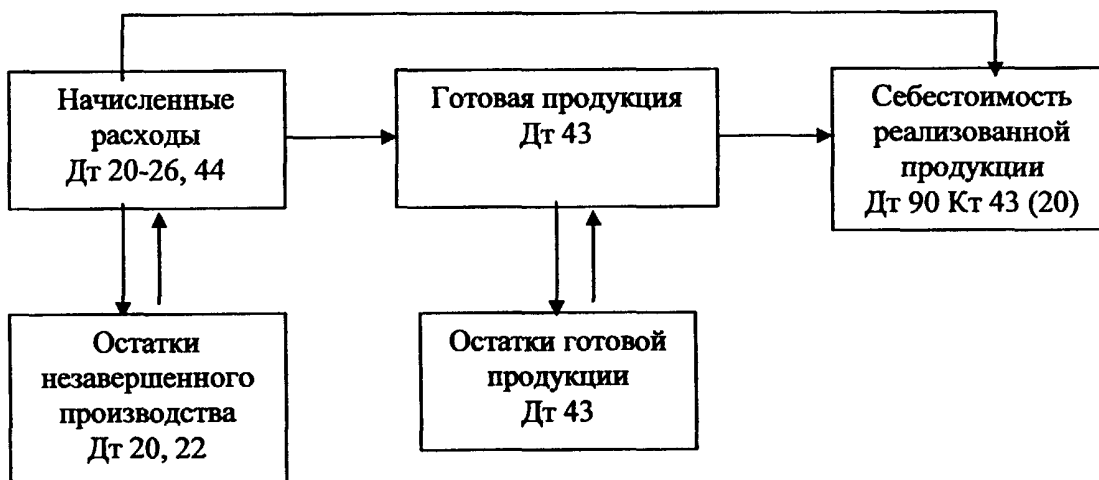 Начисленные
расходы
Дт 20-26, 44
Готовая продукция
Дт 43
Себестоимость
реализованной
продукции
Дт 90 Кт 43 (20)
Остатки
незавершенного
производства
Дт 20, 22
Остатки готовой
продукции
Дт 43